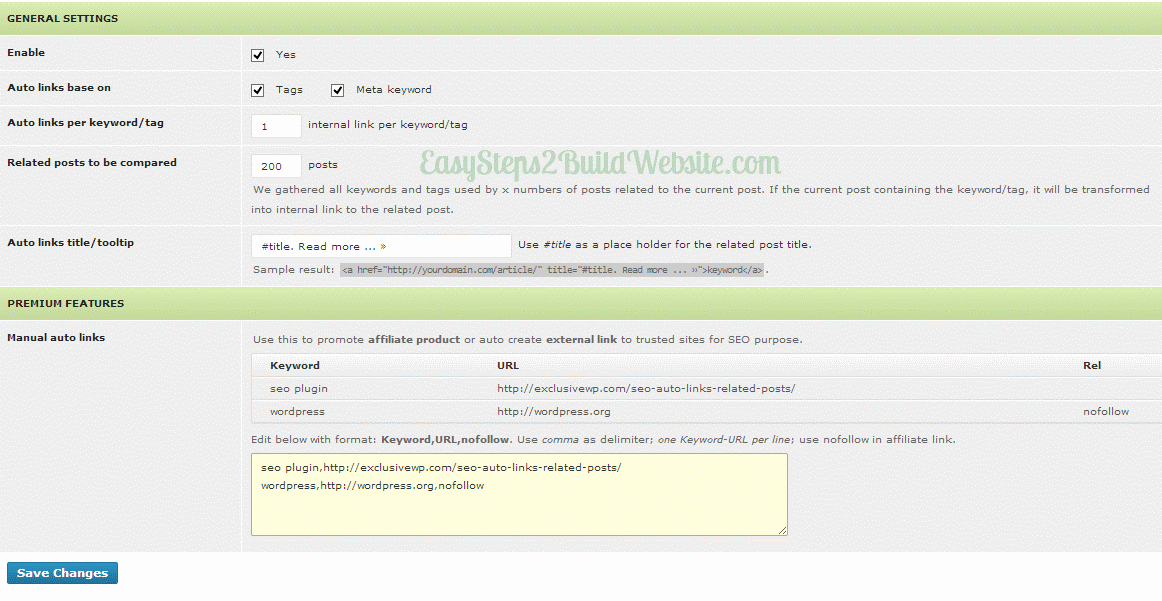 GENERAL SETTINGS
Enable
Yes
Auto links base on
Tags Meta keyword
Auto links per keyword/tag
1 internal link per keyword/tag
Related posts to be compared
200 posts
EasySteps2BuildWebsite.com
We gathered all keywords and tags used by x numbers of posts related to the current post. If the current post containing the keyword/tag, it will be transformed
into internal link to the related post.
Auto links title/tooltip
#title. Read more ... » Use #title as a place holder for the related post title.
Sample result: <a href="http://yourdomain.com/article/" title="#title. Read more ... »">keyword</a> .
PREMIUM FEATURES
Manual auto links
Use this to promote affiliate product or auto create external link to trusted sites for SEO purpose.
Keyword URL Rel
seo plugin http://exclusivewp.com/seo-auto-links-related-posts/
wordpress http://wordpress.org nofollow
Edit below with format: Keyword,URL,nofollow. Use comma as delimiter; one Keyword-URL per line; use nofollow in affiliate link.
seo plugin,http://exclusivewp.com/seo-auto-links-related-posts/
wordpress,http://wordpress.org,nofollow
Save Changes